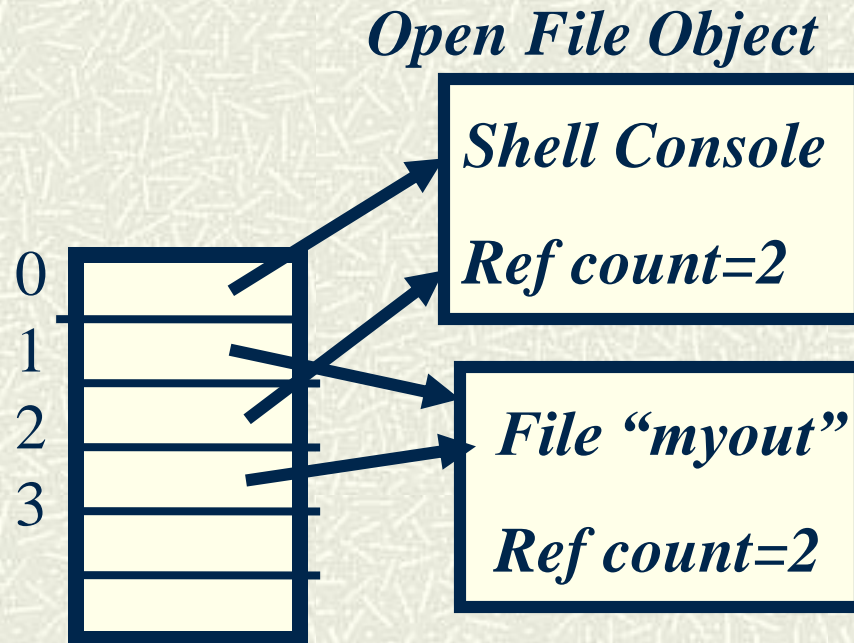 Open File Object
Shell Console
Ref count=2
0
1
2
3
File “myout”
Ref count=2